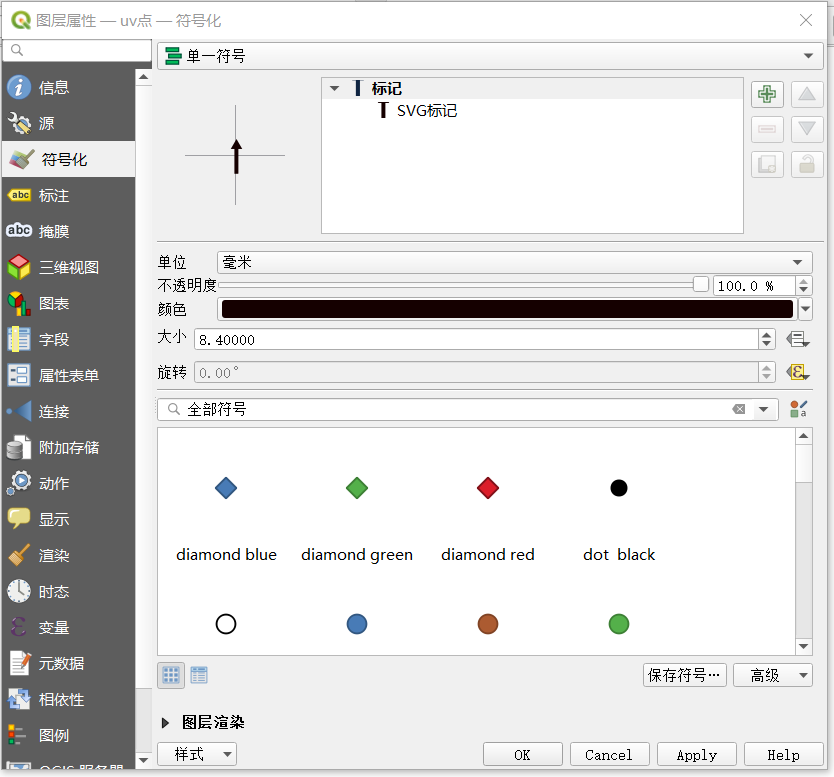 图层属性 — uv点 — 符号化
信息
源
符号化
abc 标注
abc 掩膜
三维视图
图表
字段
属性表单
连接
附加存储
动作
显示
渲染
时态
ε 变量
元数据
相依性
图例
QGIS 服务器
单一符号
标记
SVG标记
单位 毫米
不透明度 100.0 %
颜色
大小 8.40000
旋转 0.00° ε
全部符号 a
diamond blue diamond green diamond red dot black
保存符号… 高级
图层渲染
样式 OK Cancel Apply Help